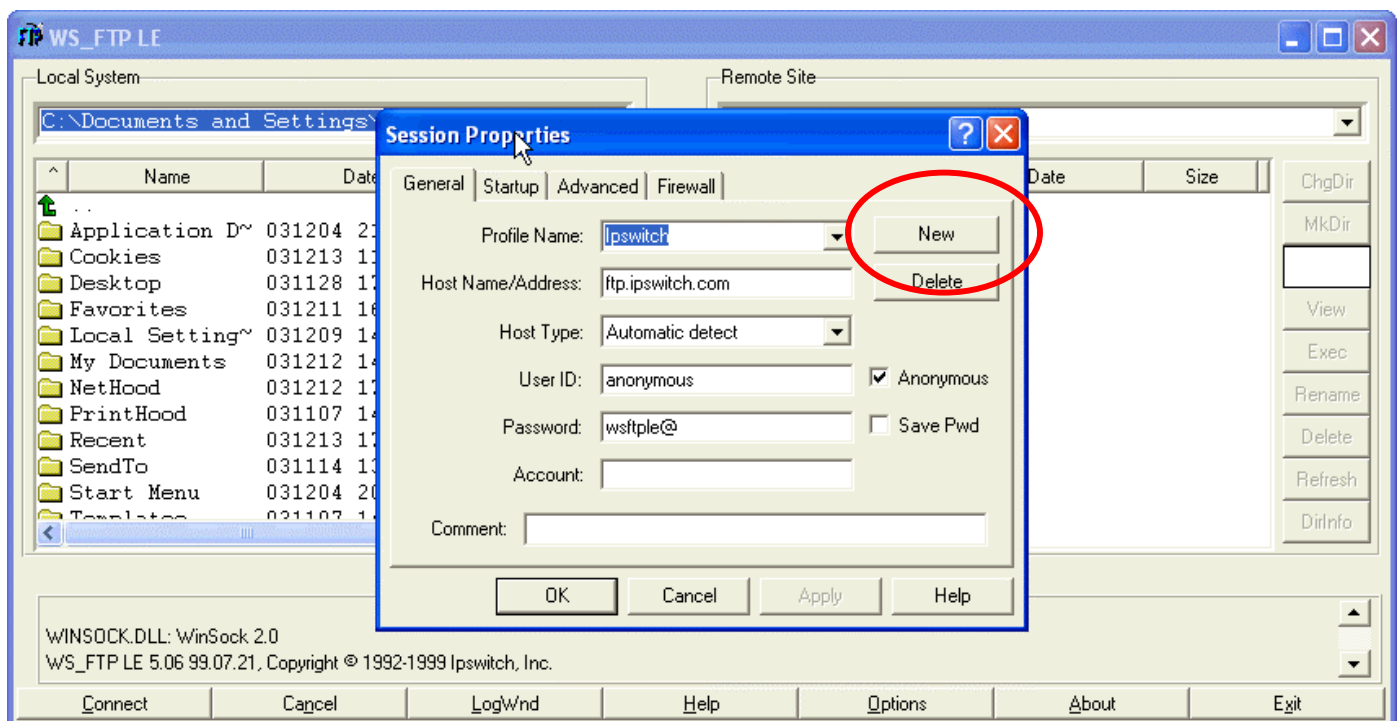 WS_FTP LE
Local System
Remote Site
C:\Documents and Settings\
Session Properties
^ Name Date Date Size
ChgDir
MkDir
View
Exec
Rename
Delete
Refresh
DirInfo
. .
Application D~ 031204
Cookies 031213
Desktop 031128
Favorites 031211
Local Setting~ 031209
My Documents 031212
NetHood 031212
PrintHood 031107
Recent 031213
SendTo 031114
Start Menu 031204
General Startup Advanced Firewall
Profile Name: Ipswitch New
Host Name/Address: ftp.ipswitch.com Delete
Host Type: Automatic detect
User ID: anonymous Anonymous
Password: wsftple@ Save Pwd
Account:
Comment:
OK Cancel Apply Help
WINSOCK.DLL: WinSock 2.0
WS_FTP LE 5.06 99.07.21, Copyright © 1992-1999 Ipswitch, Inc.
Connect Cancel LogWnd Help Options About Exit